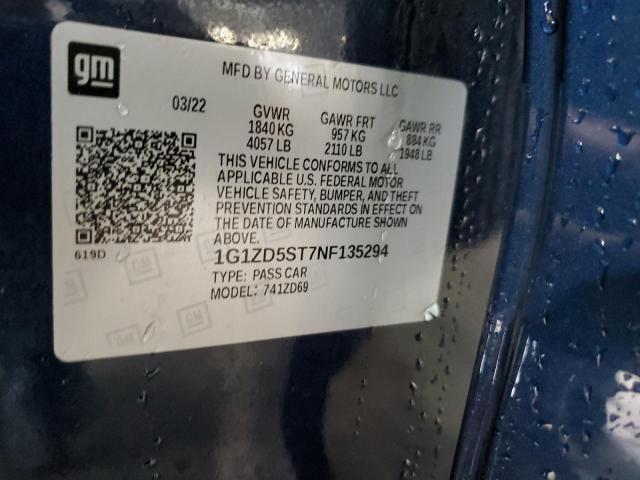 gm
MFD BY GENERAL MOTORS LLC
03/22
GVWR
1840 KG
4057 LB
GAWR FRT
957 KG
2110 LB
GAWR RR
884 KG
1948 LB
THIS VEHICLE CONFORMS TO ALL
APPLICABLE U.S. FEDERAL MOTOR
VEHICLE SAFETY, BUMPER, AND THEFT
PREVENTION STANDARDS IN EFFECT ON
THE DATE OF MANUFACTURE SHOWN
ABOVE.
619D
1G1ZD5ST7NF135294
TYPE: PASS CAR
MODEL: 741ZD69